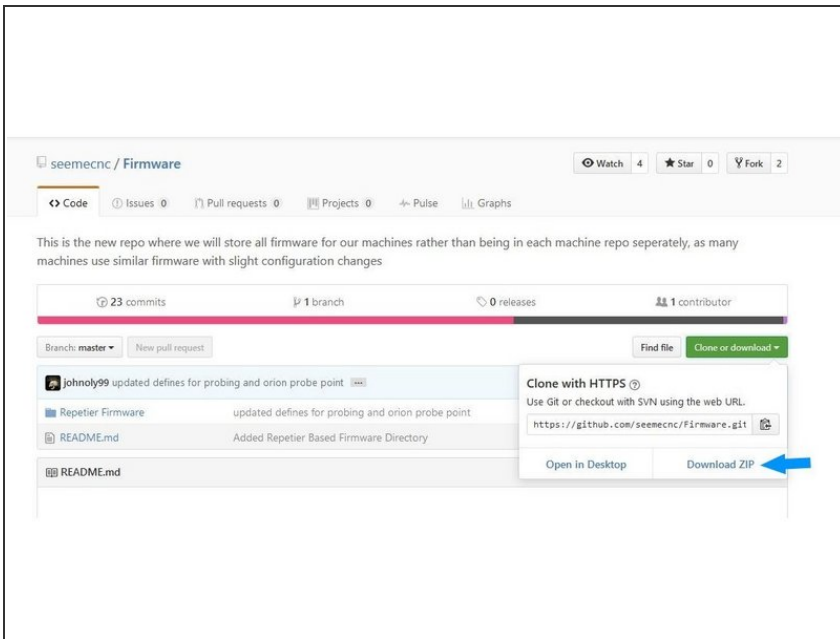 seemecnc / Firmware
Watch 4 Star 0 Fork 2
Code Issues 0 Pull requests 0 Projects 0 Pulse Graphs
This is the new repo where we will store all firmware for our machines rather than being in each machine repo seperately, as many
machines use similar firmware with slight configuration changes
23 commits 1 branch 0 releases 1 contributor
Branch: master New pull request Find file Clone or download
johnoly99 updated defines for probing and orion probe point ...
Clone with HTTPS
Use Git or checkout with SVN using the web URL.
https://github.com/seemecnc/Firmware.git
Open in Desktop Download ZIP
Repetier Firmware updated defines for probing and orion probe point
README.md Added Repetier Based Firmware Directory
README.md